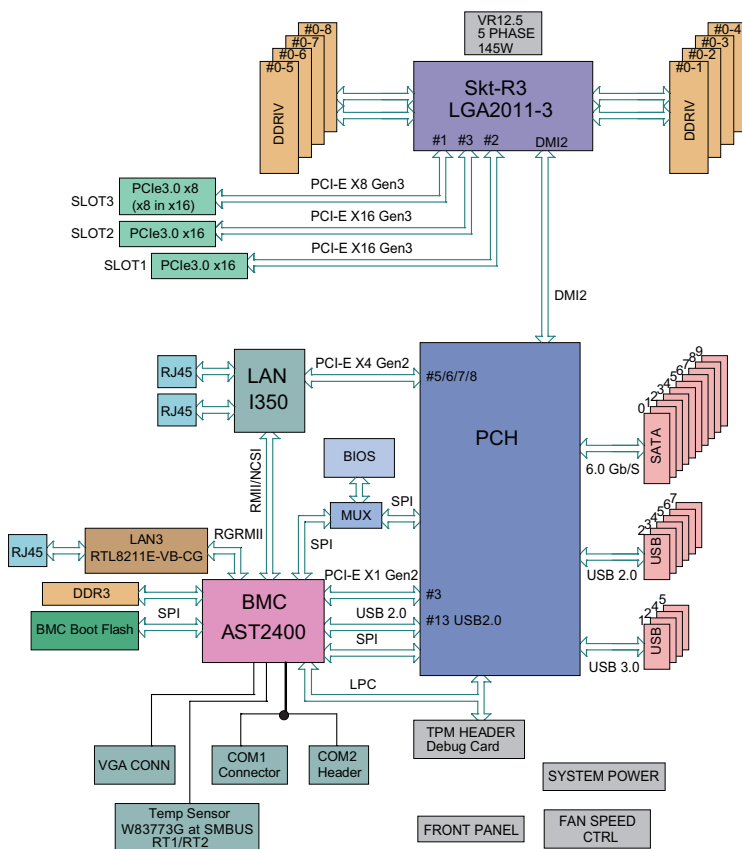 VR12.5
5 PHASE
145W
#0-8
#0-7
#0-6
#0-5
DDRIV
#0-4
#0-3
#0-2
#0-1
DDRIV
Skt-R3
LGA2011-3
#1
#3
#2
DMI2
SLOT3
PCIe3.0 x8
(x8 in x16)
PCI-E X8 Gen3
SLOT2
PCIe3.0 x16
PCI-E X16 Gen3
SLOT1
PCIe3.0 x16
PCI-E X16 Gen3
DMI2
RJ45
RJ45
LAN
I350
PCI-E X4 Gen2
#5/6/7/8
PCH
0
1
2
3
4
5
6
7
8
9
SATA
6.0 Gb/S
RMII/NCSI
BIOS
MUX
SPI
SPI
RJ45
LAN3
RTL8211E-VB-CG
RGRMII
2
3
4
5
6
7
USB
USB 2.0
DDR3
BMC Boot Flash
SPI
BMC
AST2400
PCI-E X1 Gen2
#3
USB 2.0
#13 USB2.0
SPI
LPC
1
2
4
5
USB
USB 3.0
VGA CONN
COM1
Connector
COM2
Header
TPM HEADER
Debug Card
Temp Sensor
W83773G at SMBUS
RT1/RT2
SYSTEM POWER
FRONT PANEL
FAN SPEED
CTRL